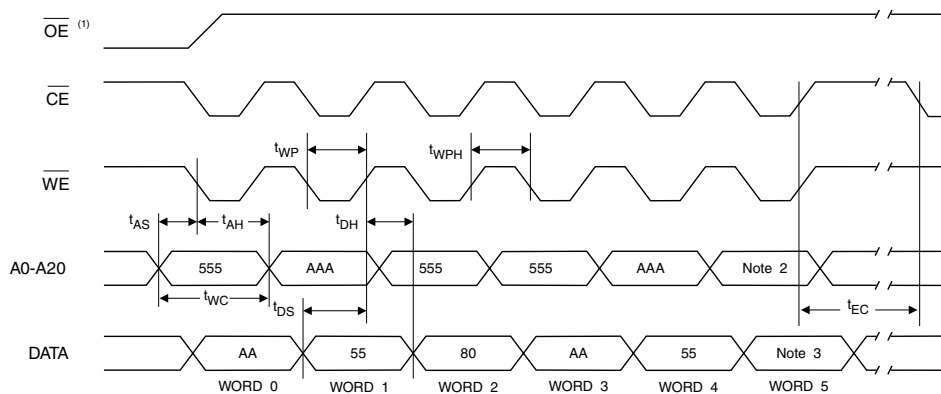 OE (1)
CE
tWP
tWPH
WE
tAS
tAH
tDH
A0-A20
555
AAA
555
555
AAA
Note 2
tWC
tDS
tEC
DATA
AA
55
80
AA
55
Note 3
WORD 0
WORD 1
WORD 2
WORD 3
WORD 4
WORD 5